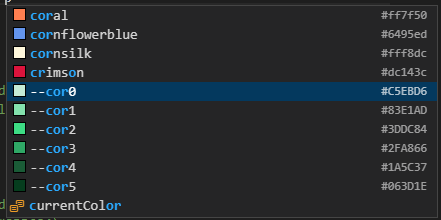 coral #ff7f50
cornflowerblue #6495ed
cornsilk #fff8dc
crimson #dc143c
--cor0 #C5EBD6
--cor1 #83E1AD
--cor2 #3DDC84
--cor3 #2FA866
--cor4 #1A5C37
--cor5 #063D1E
currentColor